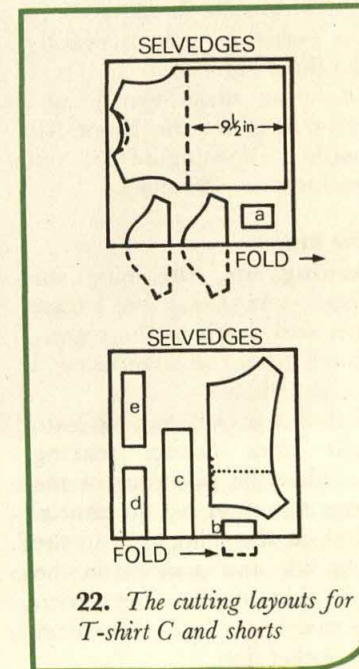 SELVEDGES
9½in
a
FOLD →
SELVEDGES
e
c
d
b
FOLD →
22. The cutting layouts for
T-shirt C and shorts